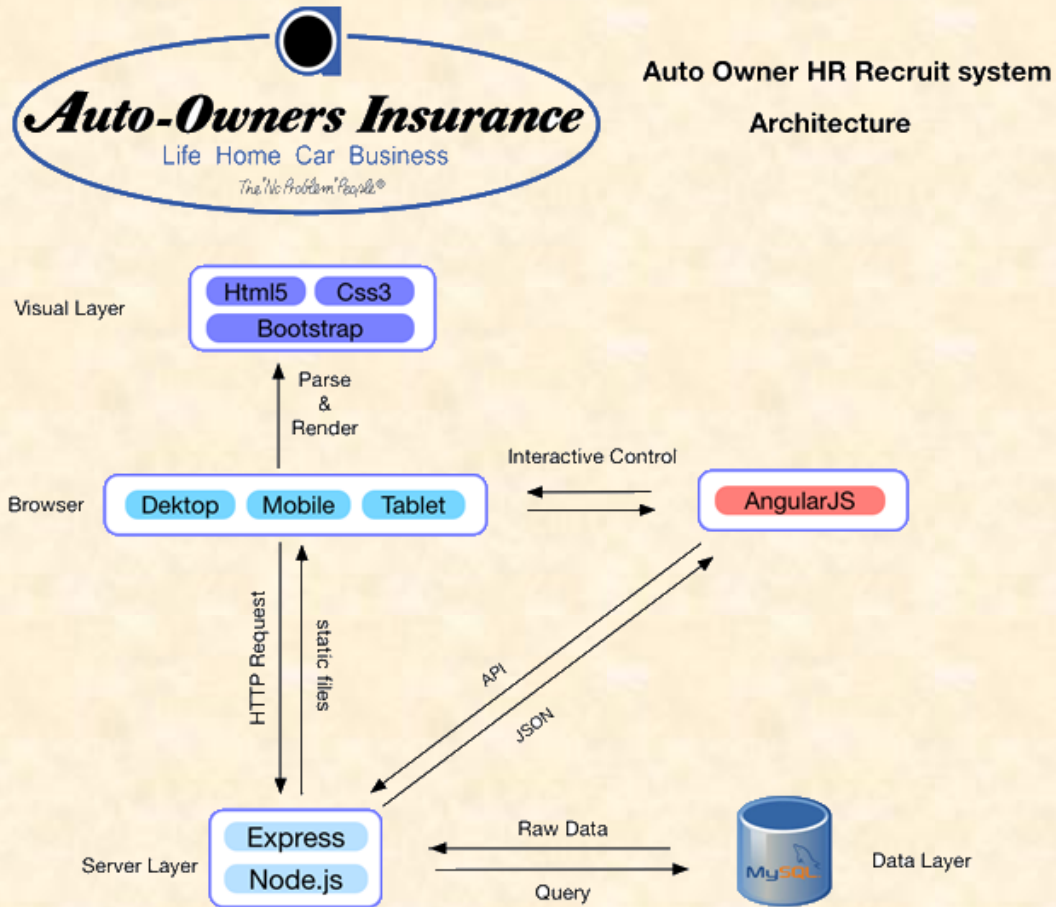 Auto-Owners Insurance
Life Home Car Business
The "No Problem" People®
Auto Owner HR Recruit system
Architecture
Visual Layer
Html5 Css3
Bootstrap
Parse
&
Render
Interactive Control
Browser
Dektop Mobile Tablet
AngularJS
HTTP Request
static files
API
JSON
Server Layer
Express
Node.js
Raw Data
Query
MySQL
Data Layer